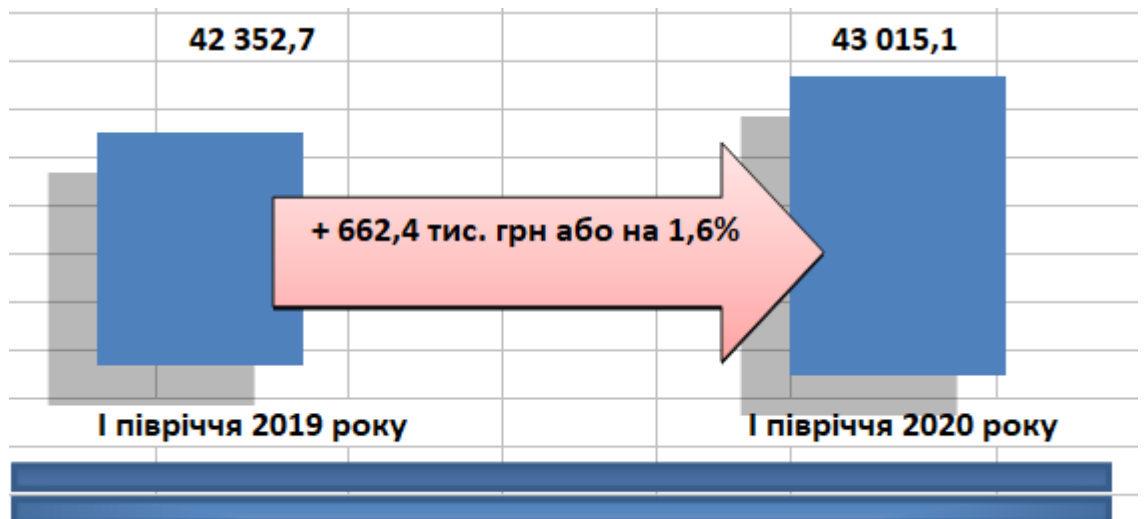 42 352,7
43 015,1
+ 662,4 тис. грн або на 1,6%
І півріччя 2019 року
І півріччя 2020 року